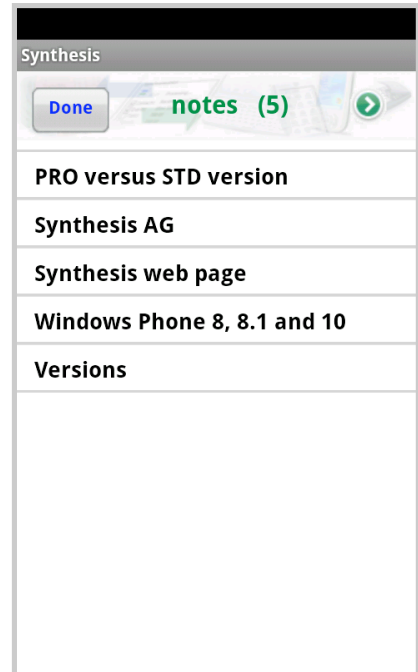 Synthesis
Done notes (5)
PRO versus STD version
Synthesis AG
Synthesis web page
Windows Phone 8, 8.1 and 10
Versions